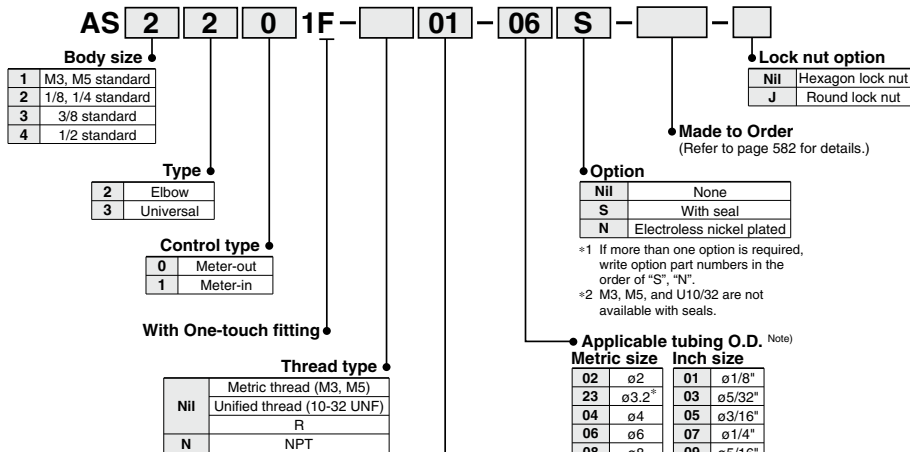 AS 2 2 0 1F - 01 - 06 S - -
Body size
1 M3, M5 standard
2 1/8, 1/4 standard
3 3/8 standard
4 1/2 standard
Type
2 Elbow
3 Universal
Control type
0 Meter-out
1 Meter-in
With One-touch fitting
Thread type
Nil Metric thread (M3, M5)
Unified thread (10-32 UNF)
R
N NPT
Lock nut option
Nil Hexagon lock nut
J Round lock nut
Made to Order
(Refer to page 582 for details.)
Option
Nil None
S With seal
N Electroless nickel plated
*1 If more than one option is required,
write option part numbers in the
order of “S”, “N”.
*2 M3, M5, and U10/32 are not
available with seals.
Applicable tubing O.D. Note)
Metric size
02 ø2
23 ø3.2*
04 ø4
06 ø6
08 ø8
Inch size
01 ø1/8"
03 ø5/32"
05 ø3/16"
07 ø1/4"
09 ø5/16"